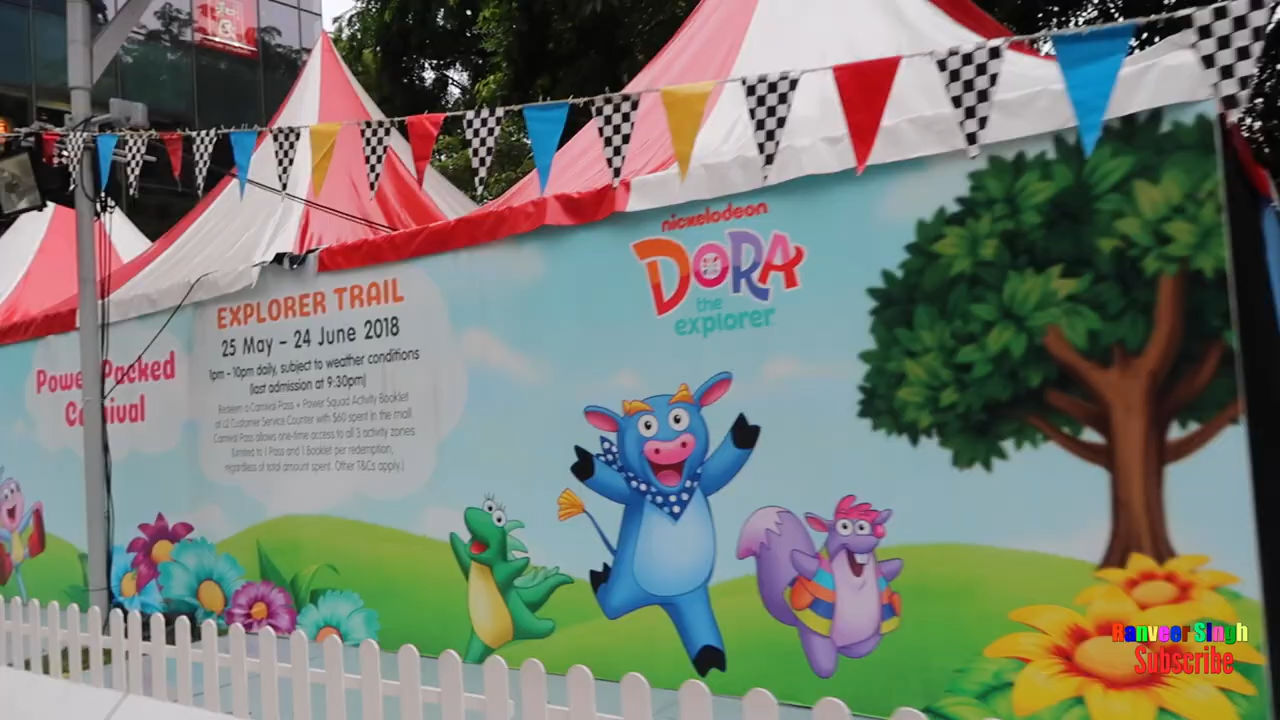 Power Packed
Carnival
EXPLORER TRAIL
25 May – 24 June 2018
1pm – 10pm daily, subject to weather conditions
(last admission at 9:30pm)
Redeem a Carnival Pass + Power Squad Activity Booklet
at L2 Customer Service Counter with $60 spent in the mall
Carnival Pass allows one-time access to all 3 activity zones
(Limited to 1 Pass and 1 Booklet per redemption,
regardless of total amount spent. Other T&Cs apply.)
nickelodeon
DORA
the
explorer
Ranveer Singh
Subscribe